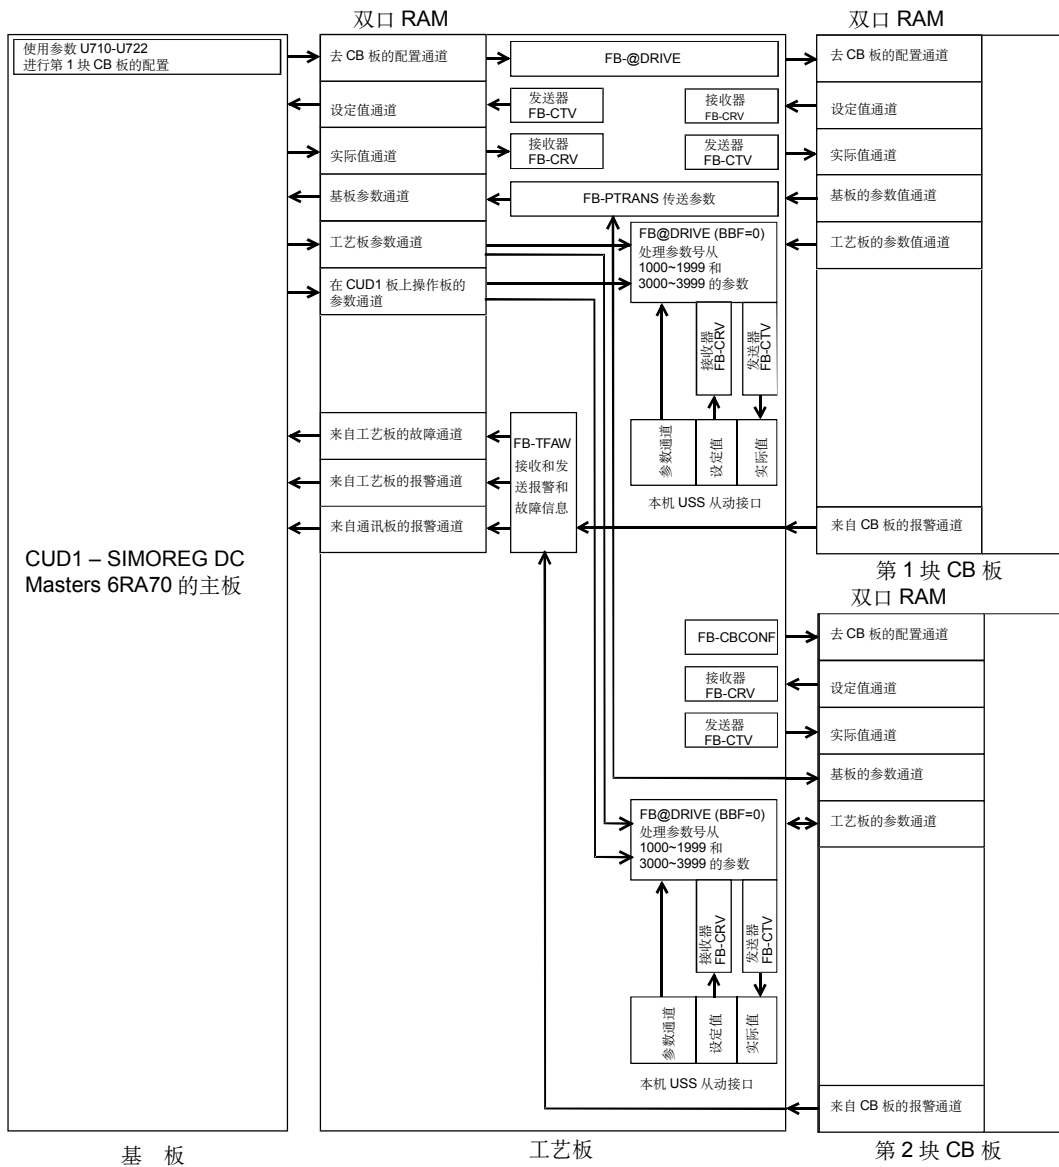 双口 RAM
双口 RAM
使用参数 U710-U722
进行第 1 块 CB 板的配置
去 CB 板的配置通道
FB-@DRIVE
去 CB 板的配置通道
设定值通道
发送器
FB-CTV
接收器
FB-CRV
设定值通道
实际值通道
接收器
FB-CRV
发送器
FB-CTV
实际值通道
基板参数通道
FB-PTRANS 传送参数
基板的参数值通道
工艺板参数通道
FB@DRIVE (BBF=0)
处理参数号从
1000~1999 和
3000~3999 的参数
工艺板的参数值通道
在 CUD1 板上操作板的
参数通道
接收器
FB-CRV
发送器
FB-CTV
参数通道
设定值
实际值
本机 USS 从动接口
来自工艺板的故障通道
FB-TFAW
接收和发
送报警和
故障信息
来自工艺板的报警通道
来自通讯板的报警通道
来自 CB 板的报警通道
CUD1 – SIMOREG DC
Masters 6RA70 的主板
第 1 块 CB 板
双口 RAM
FB-CBCONF
去 CB 板的配置通道
接收器
FB-CRV
设定值通道
发送器
FB-CTV
实际值通道
基板的参数通道
FB@DRIVE (BBF=0)
处理参数号从
1000~1999 和
3000~3999 的参数
工艺板的参数通道
接收器
FB-CRV
发送器
FB-CTV
参数通道
设定值
实际值
本机 USS 从动接口
来自 CB 板的报警通道
基 板
工艺板
第 2 块 CB 板